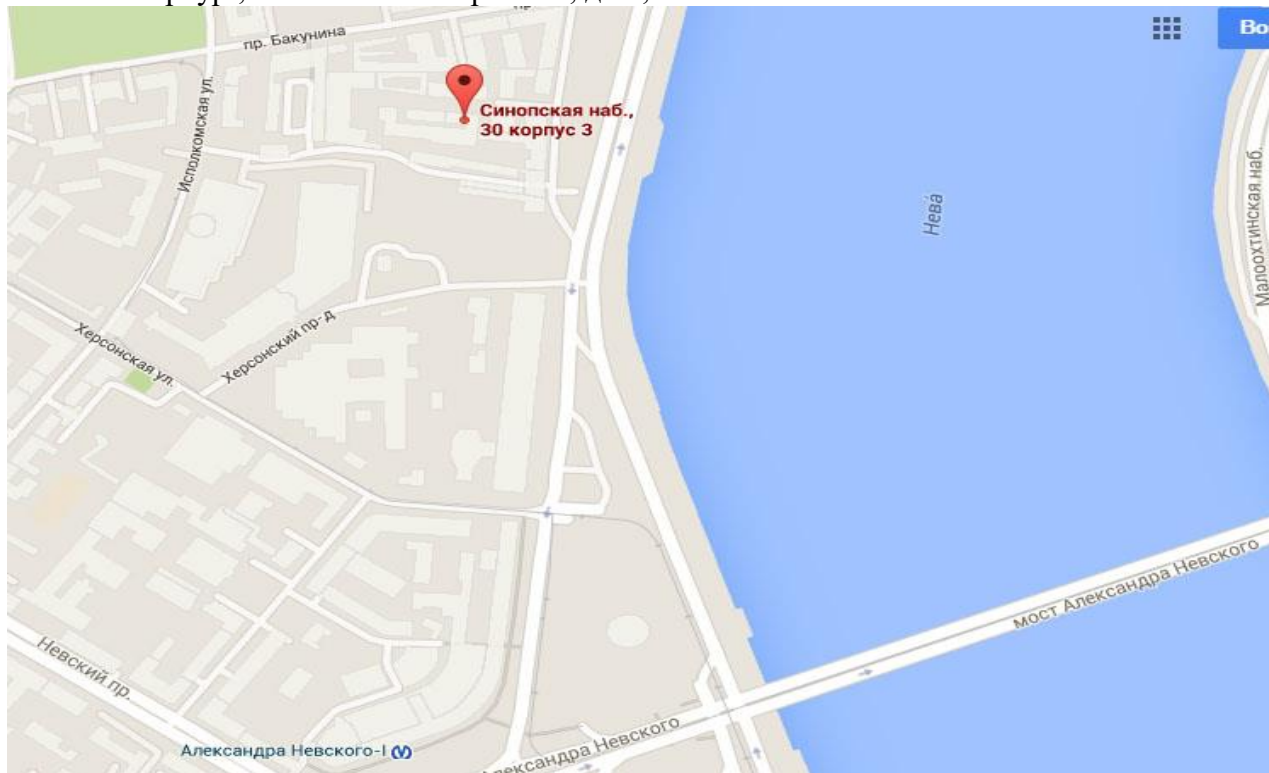 пр. Бакунина
Во
Синопская наб.,
30 корпус 3
Исполкомская ул.
Нева́
Малоохтинская наб.
Херсонский пр-д
Херсонская ул.
мост Александра Невского
Невский пр.
Александра Невского
Александра Невского-I